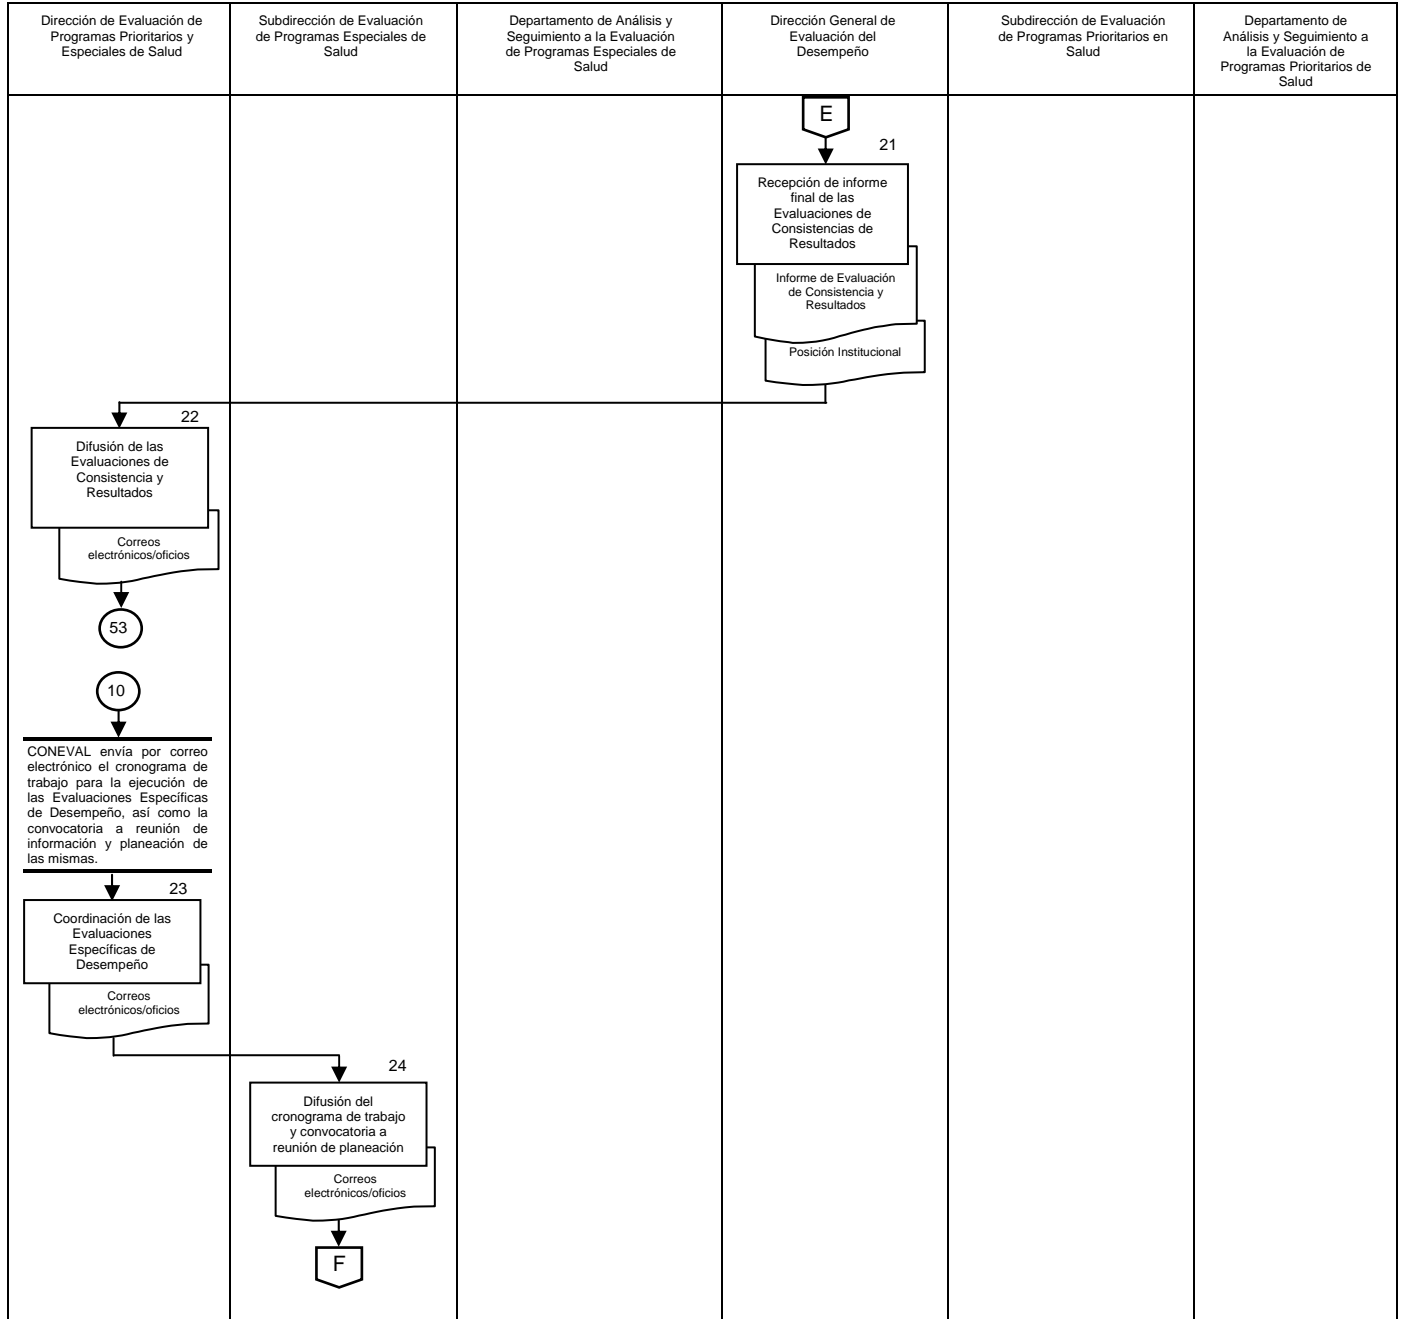 Dirección de Evaluación de
Programas Prioritarios y
Especiales de Salud
Subdirección de Evaluación
de Programas Especiales de
Salud
Departamento de Análisis y
Seguimiento a la Evaluación
de Programas Especiales de
Salud
Dirección General de
Evaluación del
Desempeño
Subdirección de Evaluación
de Programas Prioritarios en
Salud
Departamento de
Análisis y Seguimiento a
la Evaluación de
Programas Prioritarios de
Salud
E
21
Recepción de informe
final de las
Evaluaciones de
Consistencias de
Resultados
Informe de Evaluación
de Consistencia y
Resultados
Posición Institucional
22
Difusión de las
Evaluaciones de
Consistencia y
Resultados
Correos
electrónicos/oficios
53
10
CONEVAL envía por correo
electrónico el cronograma de
trabajo para la ejecución de
las Evaluaciones Específicas
de Desempeño, así como la
convocatoria a reunión de
información y planeación de
las mismas.
23
Coordinación de las
Evaluaciones
Específicas de
Desempeño
Correos
electrónicos/oficios
24
Difusión del
cronograma de trabajo
y convocatoria a
reunión de planeación
Correos
electrónicos/oficios
F